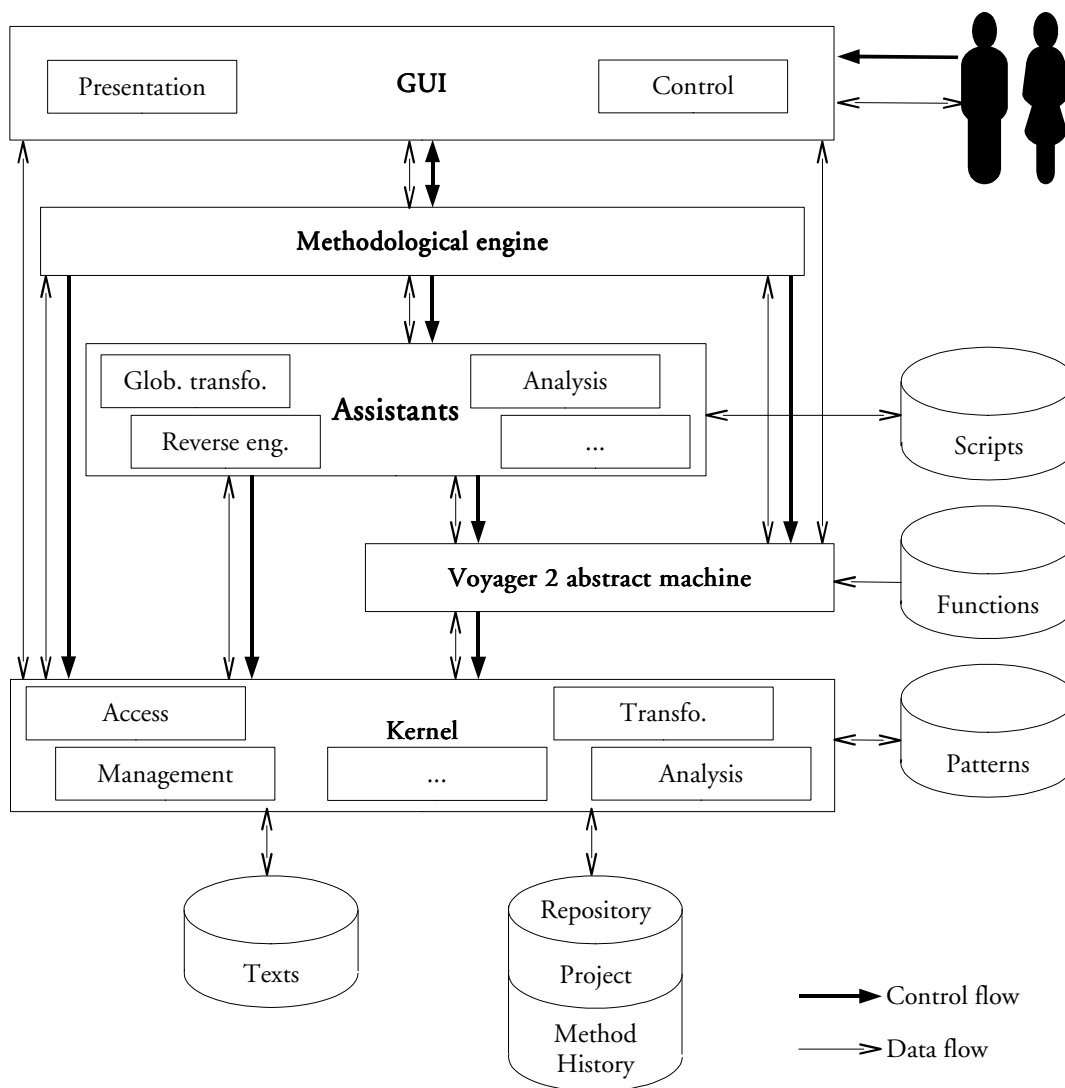 Presentation
GUI
Control
Methodological engine
Glob. transfo.
Analysis
Assistants
Reverse eng.
...
Scripts
Voyager 2 abstract machine
Functions
Access
Transfo.
Kernel
Management
...
Analysis
Patterns
Texts
Repository
Project
Method
History
Control flow
Data flow